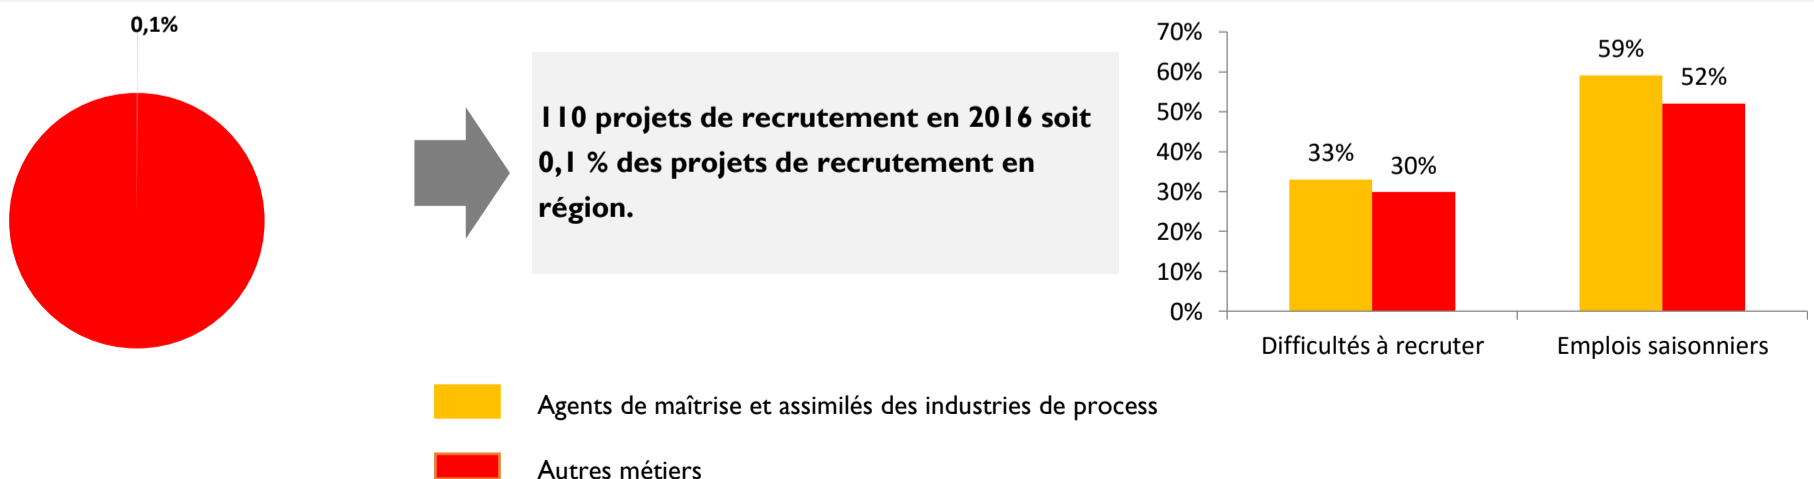 0,1%
110 projets de recrutement en 2016 soit
0,1 % des projets de recrutement en
région.
70%
60%
50%
40%
30%
20%
10%
0%
33%
30%
59%
52%
Difficultés à recruter
Emplois saisonniers
Agents de maîtrise et assimilés des industries de process
Autres métiers